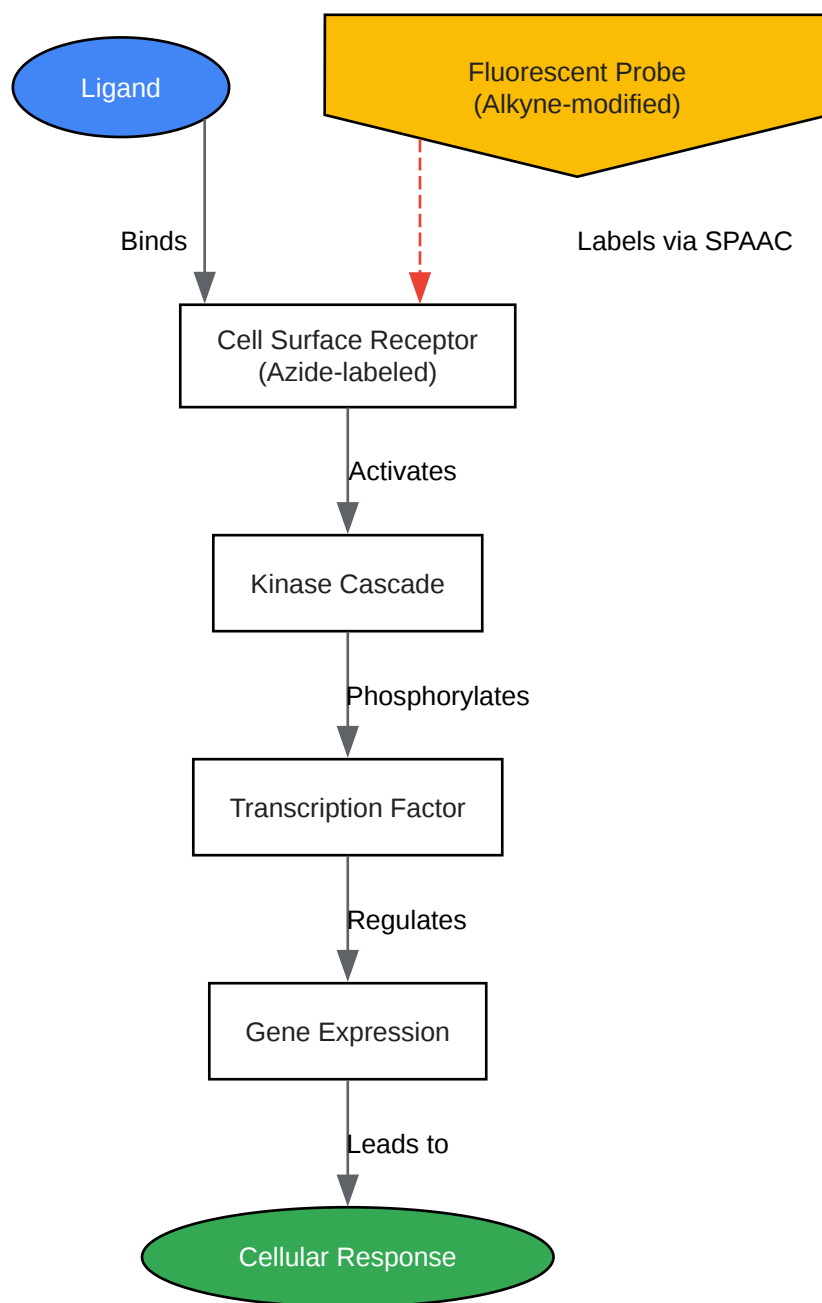 Ligand
Fluorescent Probe
(Alkyne-modified)
Binds
Labels via SPAAC
Cell Surface Receptor
(Azide-labeled)
Activates
Kinase Cascade
Phosphorylates
Transcription Factor
Regulates
Gene Expression
Leads to
Cellular Response